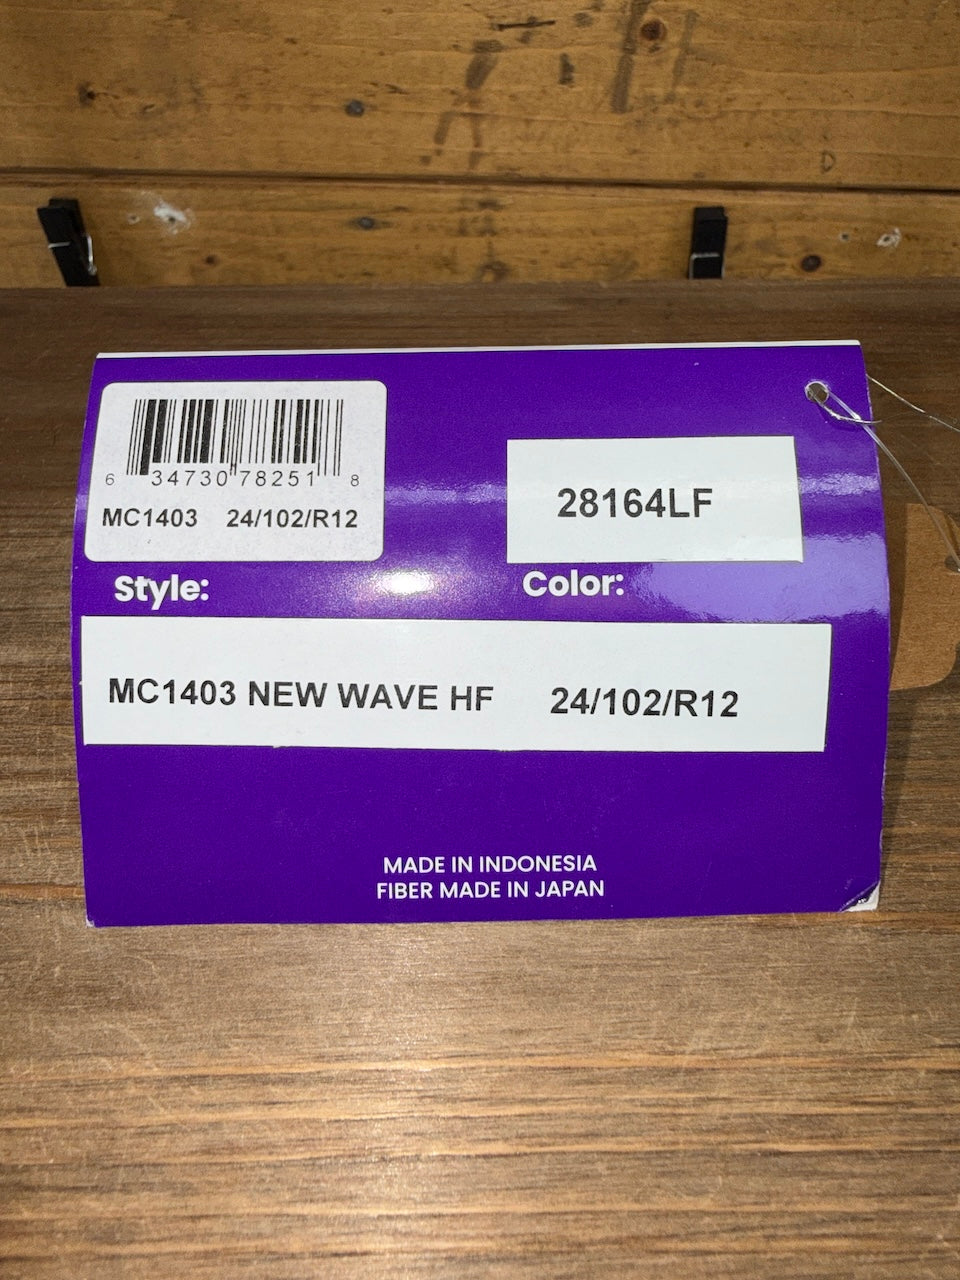 6 34730 78251 8
MC1403 24/102/R12
28164LF
Style:
Color:
MC1403 NEW WAVE HF 24/102/R12
MADE IN INDONESIA
FIBER MADE IN JAPAN